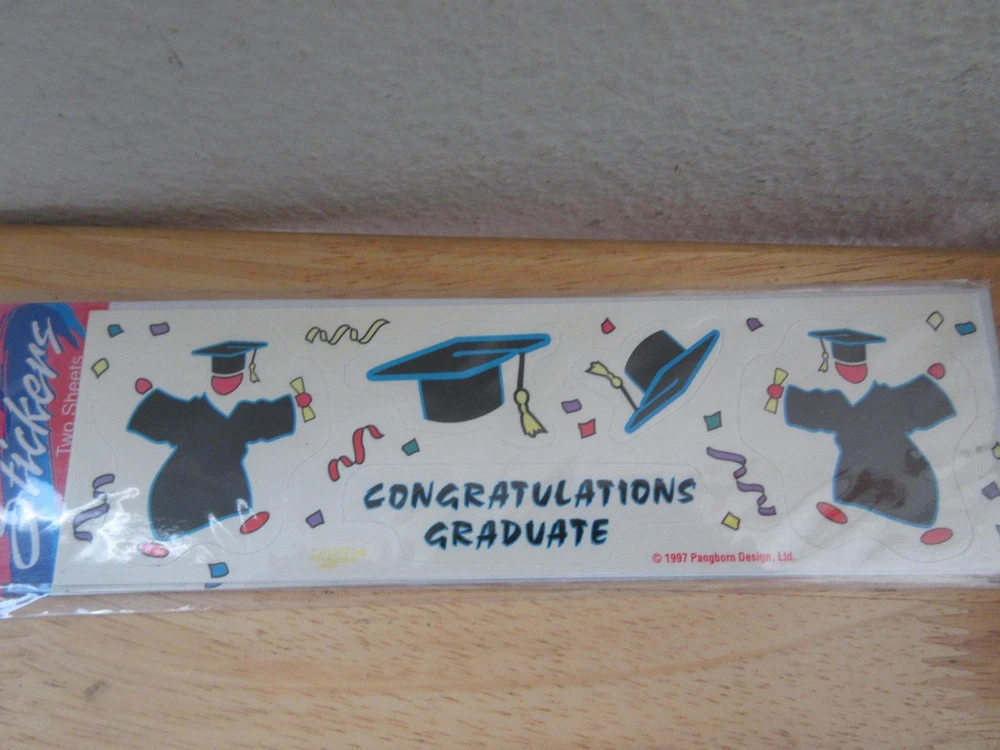 Stickers
Two Sheets
CONGRATULATIONS
GRADUATE
© 1997 Pangborn Design, Ltd.